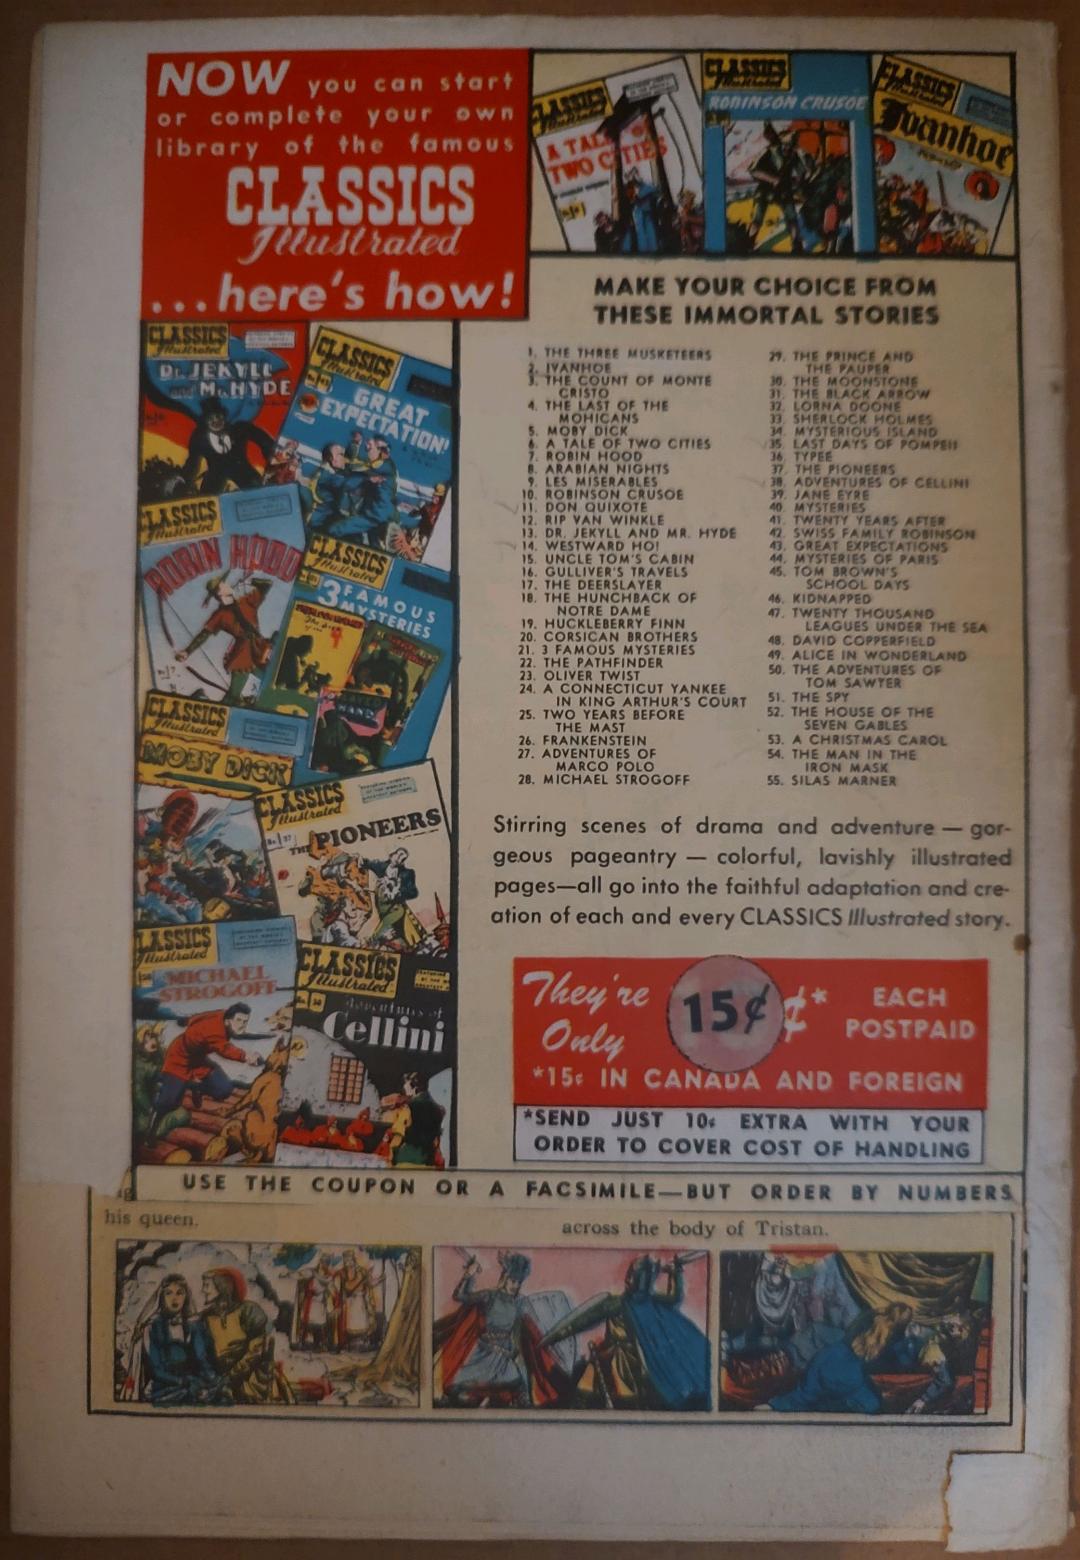 NOW you can start
or complete your own
library of the famous
CLASSICS
Illustrated
...here's how!
CLASSICS
Illustrated
A TALE
TWO CITIES
CLASSICS
Illustrated
ROBINSON CRUSOE
CLASSICS
Illustrated
Ivanhoe
MAKE YOUR CHOICE FROM
THESE IMMORTAL STORIES
1. THE THREE MUSKETEERS
2. IVANHOE
3. THE COUNT OF MONTE
CRISTO
4. THE LAST OF THE
MOHICANS
5. MOBY DICK
6. A TALE OF TWO CITIES
7. ROBIN HOOD
8. ARABIAN NIGHTS
9. LES MISERABLES
10. ROBINSON CRUSOE
11. DON QUIXOTE
12. RIP VAN WINKLE
13. DR. JEKYLL AND MR. HYDE
14. WESTWARD HO!
15. UNCLE TOM'S CABIN
16. GULLIVER'S TRAVELS
17. THE DEERSLAYER
18. THE HUNCHBACK OF
NOTRE DAME
19. HUCKLEBERRY FINN
20. CORSICAN BROTHERS
21. 3 FAMOUS MYSTERIES
22. THE PATHFINDER
23. OLIVER TWIST
24. A CONNECTICUT YANKEE
IN KING ARTHUR'S COURT
25. TWO YEARS BEFORE
THE MAST
26. FRANKENSTEIN
27. ADVENTURES OF
MARCO POLO
28. MICHAEL STROGOFF
29. THE PRINCE AND
THE PAUPER
30. THE MOONSTONE
31. THE BLACK ARROW
32. LORNA DOONE
33. SHERLOCK HOLMES
34. MYSTERIOUS ISLAND
35. LAST DAYS OF POMPEII
36. TYPEE
37. THE PIONEERS
38. ADVENTURES OF CELLINI
39. JANE EYRE
40. MYSTERIES
41. TWENTY YEARS AFTER
42. SWISS FAMILY ROBINSON
43. GREAT EXPECTATIONS
44. MYSTERIES OF PARIS
45. TOM BROWN'S
SCHOOL DAYS
46. KIDNAPPED
47. TWENTY THOUSAND
LEAGUES UNDER THE SEA
48. DAVID COPPERFIELD
49. ALICE IN WONDERLAND
50. THE ADVENTURES OF
TOM SAWYER
51. THE SPY
52. THE HOUSE OF THE
SEVEN GABLES
53. A CHRISTMAS CAROL
54. THE MAN IN THE
IRON MASK
55. SILAS MARNER
CLASSICS
Illustrated
DR. JEKYLL
and MR. HYDE
CLASSICS
Illustrated
GREAT
EXPECTATION
CLASSICS
Illustrated
ROBIN HOOD
CLASSICS
Illustrated
3 FAMOUS
MYSTERIES
CLASSICS
Illustrated
MOBY DICK
CLASSICS
Illustrated
THE PIONEERS
CLASSICS
Illustrated
MICHAEL
STROGOFF
CLASSICS
Illustrated
Adventures of
Cellini
Stirring scenes of drama and adventure — gor-
geous pageantry — colorful, lavishly illustrated
pages—all go into the faithful adaptation and cre-
ation of each and every CLASSICS Illustrated story.
They're
Only
15¢ ¢*
EACH
POSTPAID
*15¢ IN CANADA AND FOREIGN
*SEND JUST 10¢ EXTRA WITH YOUR
ORDER TO COVER COST OF HANDLING
USE THE COUPON OR A FACSIMILE—BUT ORDER BY NUMBERS
his queen.
across the body of Tristan.